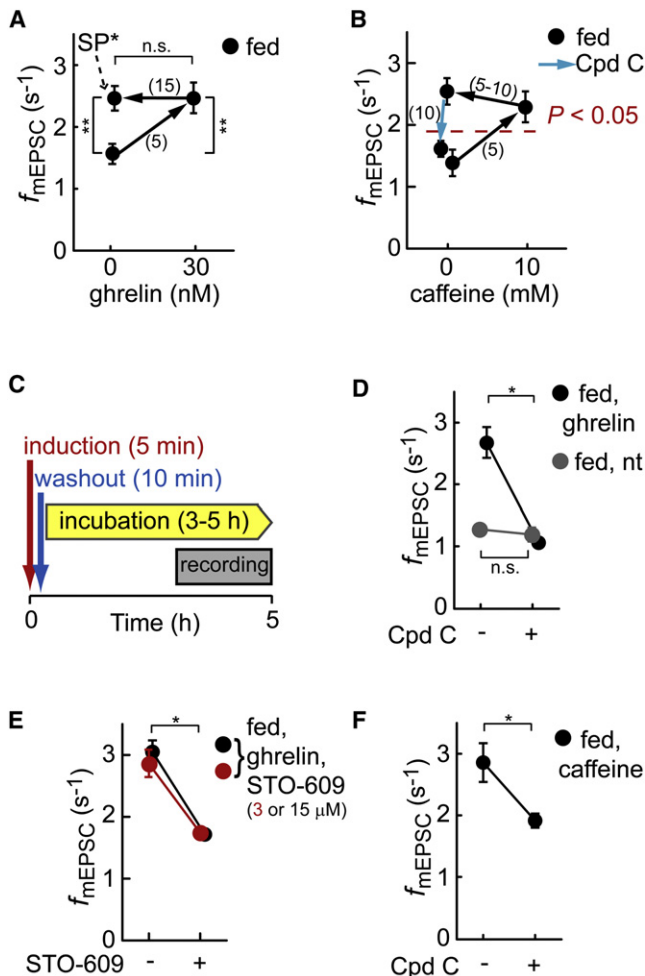 A
SP*
n.s.
fed
(15)
**
**
(5)
fmEPSC (s-1)
3
2
1
0
0
30
ghrelin (nM)
B
fed
Cpd C
(5-10)
(10)
P < 0.05
(5)
fmEPSC (s-1)
3
2
1
0
0
10
caffeine (mM)
C
induction (5 min)
washout (10 min)
incubation (3-5 h)
recording
0
Time (h)
5
D
*
fed,
ghrelin
fed, nt
n.s.
fmEPSC (s-1)
3
2
1
0
Cpd C
-
+
E
*
fed,
ghrelin,
STO-609
(3 or 15 μM)
fmEPSC (s-1)
3
2
1
0
STO-609
-
+
F
*
fed,
caffeine
fmEPSC (s-1)
3
2
1
0
Cpd C
-
+